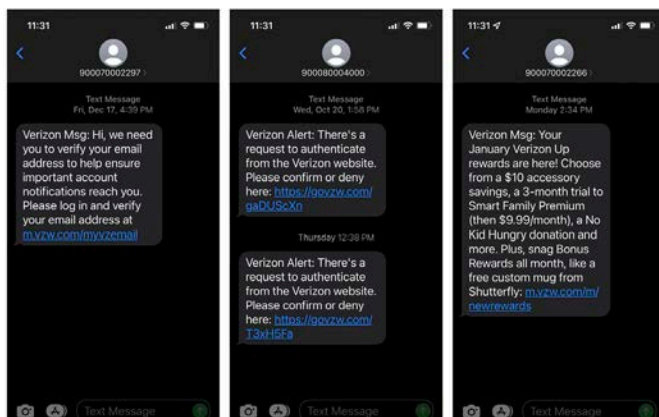 11:31
900070002297
Text Message
Fri, Dec 17, 4:39 PM
Verizon Msg: Hi, we need
you to verify your email
address to help ensure
important account
notifications reach you.
Please log in and verify
your email address at
m.vzw.com/myvzemail
Text Message
11:31
900080004000
Text Message
Wed, Oct 20, 1:58 PM
Verizon Alert: There's a
request to authenticate
from the Verizon website.
Please confirm or deny
here: https://govzw.com/
gaDUScXn
Thursday 12:38 PM
Verizon Alert: There's a
request to authenticate
from the Verizon website.
Please confirm or deny
here: https://govzw.com/
T3xH5Fa
Text Message
11:31
900070002266
Text Message
Monday 2:34 PM
Verizon Msg: Your
January Verizon Up
rewards are here! Choose
from a $10 accessory
savings, a 3-month trial to
Smart Family Premium
(then $9.99/month), a No
Kid Hungry donation and
more. Plus, snag Bonus
Rewards all month, like a
free custom mug from
Shutterfly: m.vzw.com/m/
newrewards
Text Message